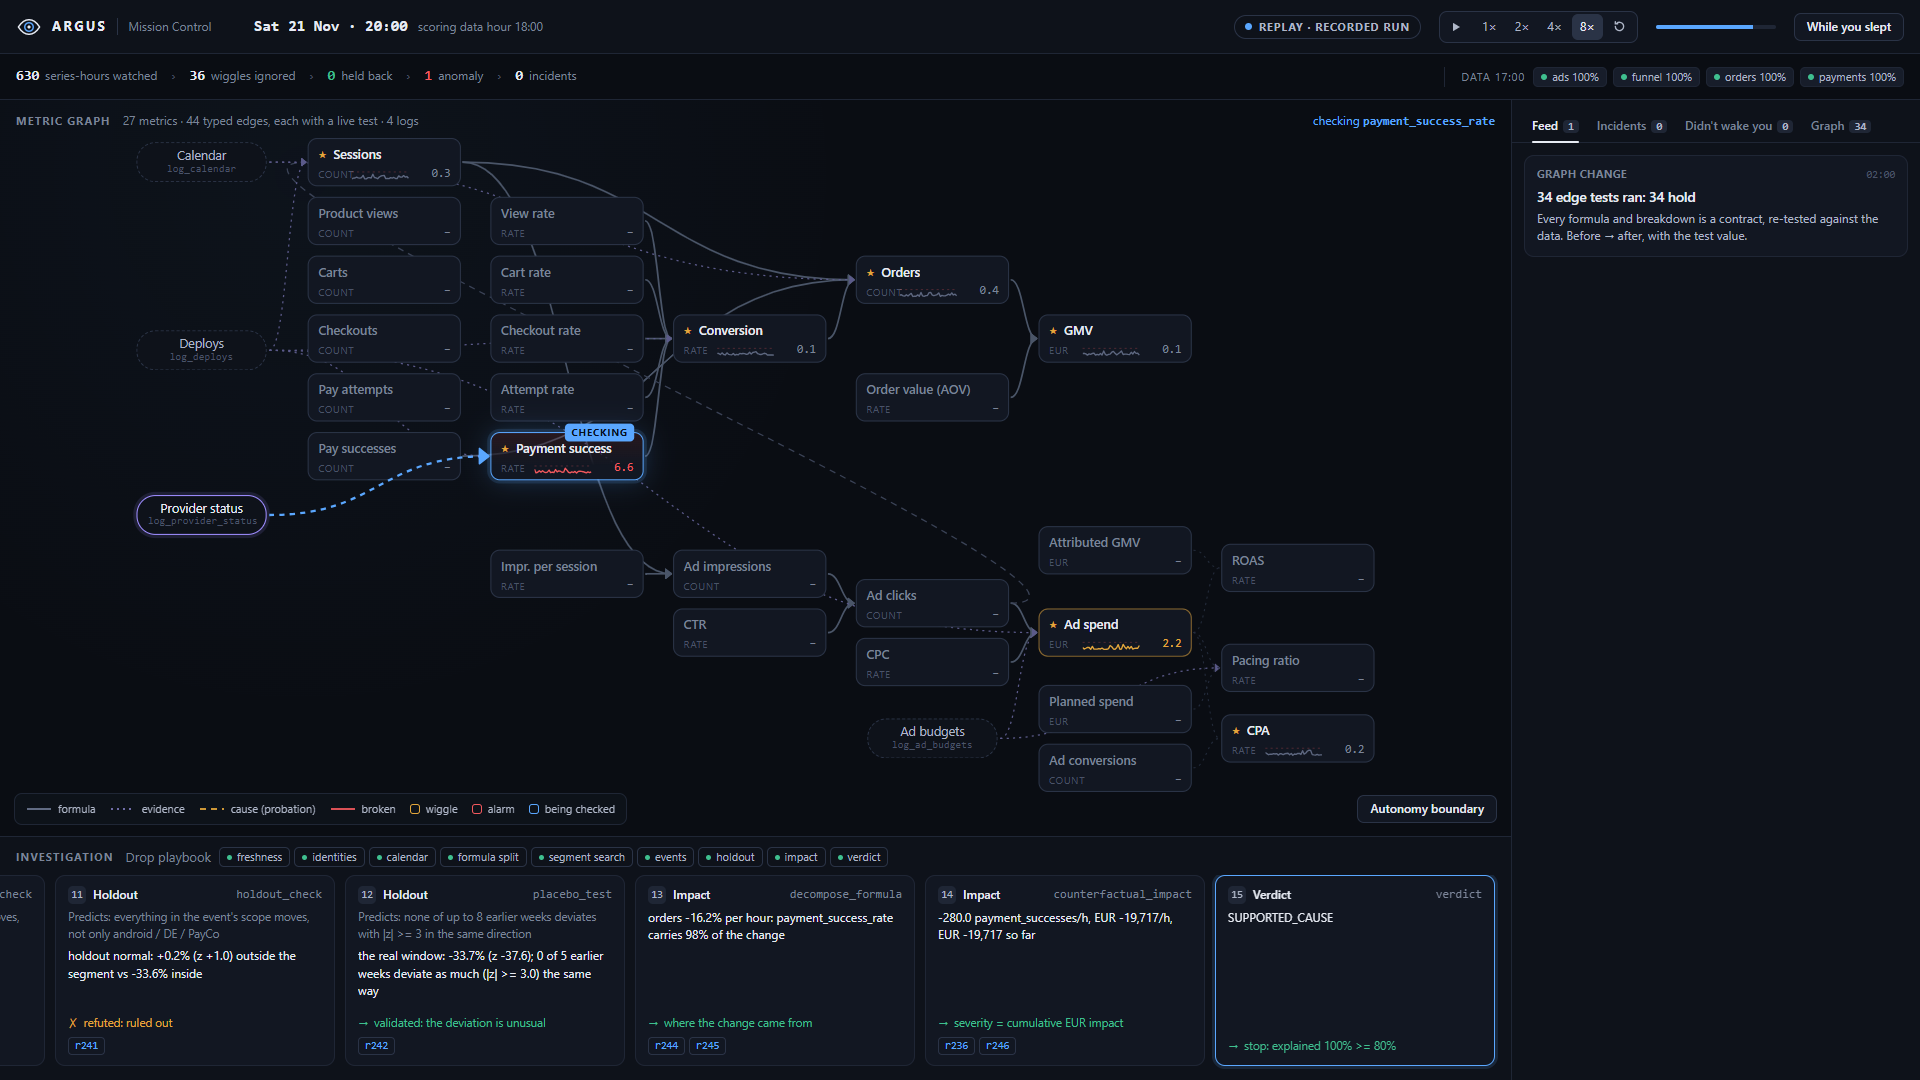 ARGUS
Mission Control
Sat 21 Nov • 20:00 scoring data hour 18:00
REPLAY · RECORDED RUN
1× 2× 4× 8×
While you slept
630 series-hours watched › 36 wiggles ignored › 0 held back › 1 anomaly › 0 incidents
DATA 17:00 ads 100% funnel 100% orders 100% payments 100%
METRIC GRAPH 27 metrics · 44 typed edges, each with a live test · 4 logs
checking payment_success_rate
Calendar
log_calendar
Sessions
COUNT 0.3
Product views
COUNT –
View rate
RATE –
Carts
COUNT –
Cart rate
RATE –
Orders
COUNT 0.4
Deploys
log_deploys
Checkouts
COUNT –
Checkout rate
RATE –
Conversion
RATE 0.1
GMV
EUR 0.1
Pay attempts
COUNT –
Attempt rate
RATE –
Order value (AOV)
RATE –
CHECKING
Pay successes
COUNT –
Payment success
RATE 6.6
Provider status
log_provider_status
Impr. per session
RATE –
Ad impressions
COUNT –
Attributed GMV
EUR –
ROAS
RATE –
CTR
RATE –
Ad clicks
COUNT –
Ad spend
EUR 2.2
CPC
RATE –
Pacing ratio
RATE –
Planned spend
EUR –
Ad budgets
log_ad_budgets
CPA
RATE 0.2
Ad conversions
COUNT –
formula evidence cause (probation) broken wiggle alarm being checked
Autonomy boundary
Feed 1 Incidents 0 Didn't wake you 0 Graph 34
GRAPH CHANGE 02:00
34 edge tests ran: 34 hold
Every formula and breakdown is a contract, re-tested against the
data. Before → after, with the test value.
INVESTIGATION Drop playbook freshness identities calendar formula split segment search events holdout impact verdict
check
ves,
11 Holdout holdout_check
Predicts: everything in the event's scope moves,
not only android / DE / PayCo
holdout normal: +0.2% (z +1.0) outside the
segment vs -33.6% inside
✗ refuted: ruled out
r241
12 Holdout placebo_test
Predicts: none of up to 8 earlier weeks deviates
with |z| >= 3 in the same direction
the real window: -33.7% (z -37.6); 0 of 5 earlier
weeks deviate as much (|z| >= 3.0) the same
way
→ validated: the deviation is unusual
r242
13 Impact decompose_formula
orders -16.2% per hour: payment_success_rate
carries 98% of the change
→ where the change came from
r244 r245
14 Impact counterfactual_impact
-280.0 payment_successes/h, EUR -19,717/h,
EUR -19,717 so far
→ severity = cumulative EUR impact
r236 r246
15 Verdict verdict
SUPPORTED_CAUSE
→ stop: explained 100% >= 80%